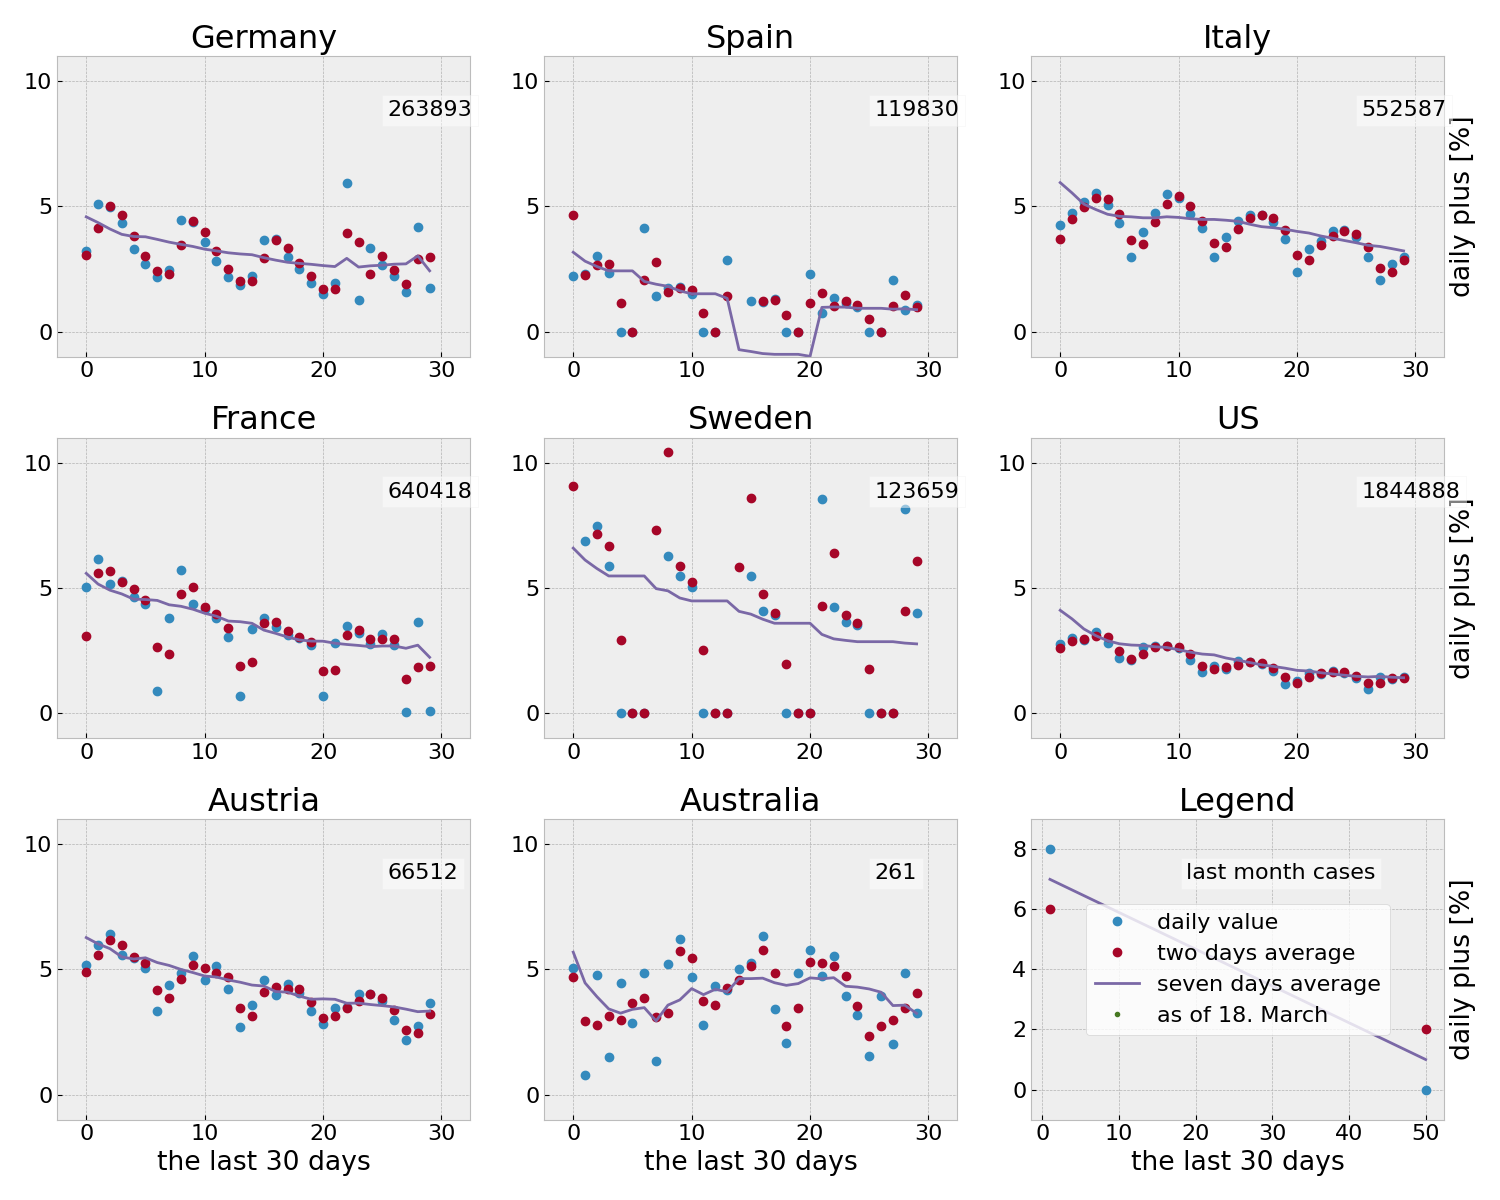 Germany
10
5
0
0 10 20 30
263893
Spain
10
5
0
0 10 20 30
119830
Italy
10
5
0
0 10 20 30
552587
daily plus [%]
France
10
5
0
0 10 20 30
640418
Sweden
10
5
0
0 10 20 30
123659
US
10
5
0
0 10 20 30
1844888
daily plus [%]
Austria
10
5
0
0 10 20 30
66512
the last 30 days
Australia
10
5
0
0 10 20 30
261
the last 30 days
Legend
8
6
4
2
0
0 10 20 30 40 50
last month cases
daily value
two days average
seven days average
as of 18. March
the last 30 days
daily plus [%]